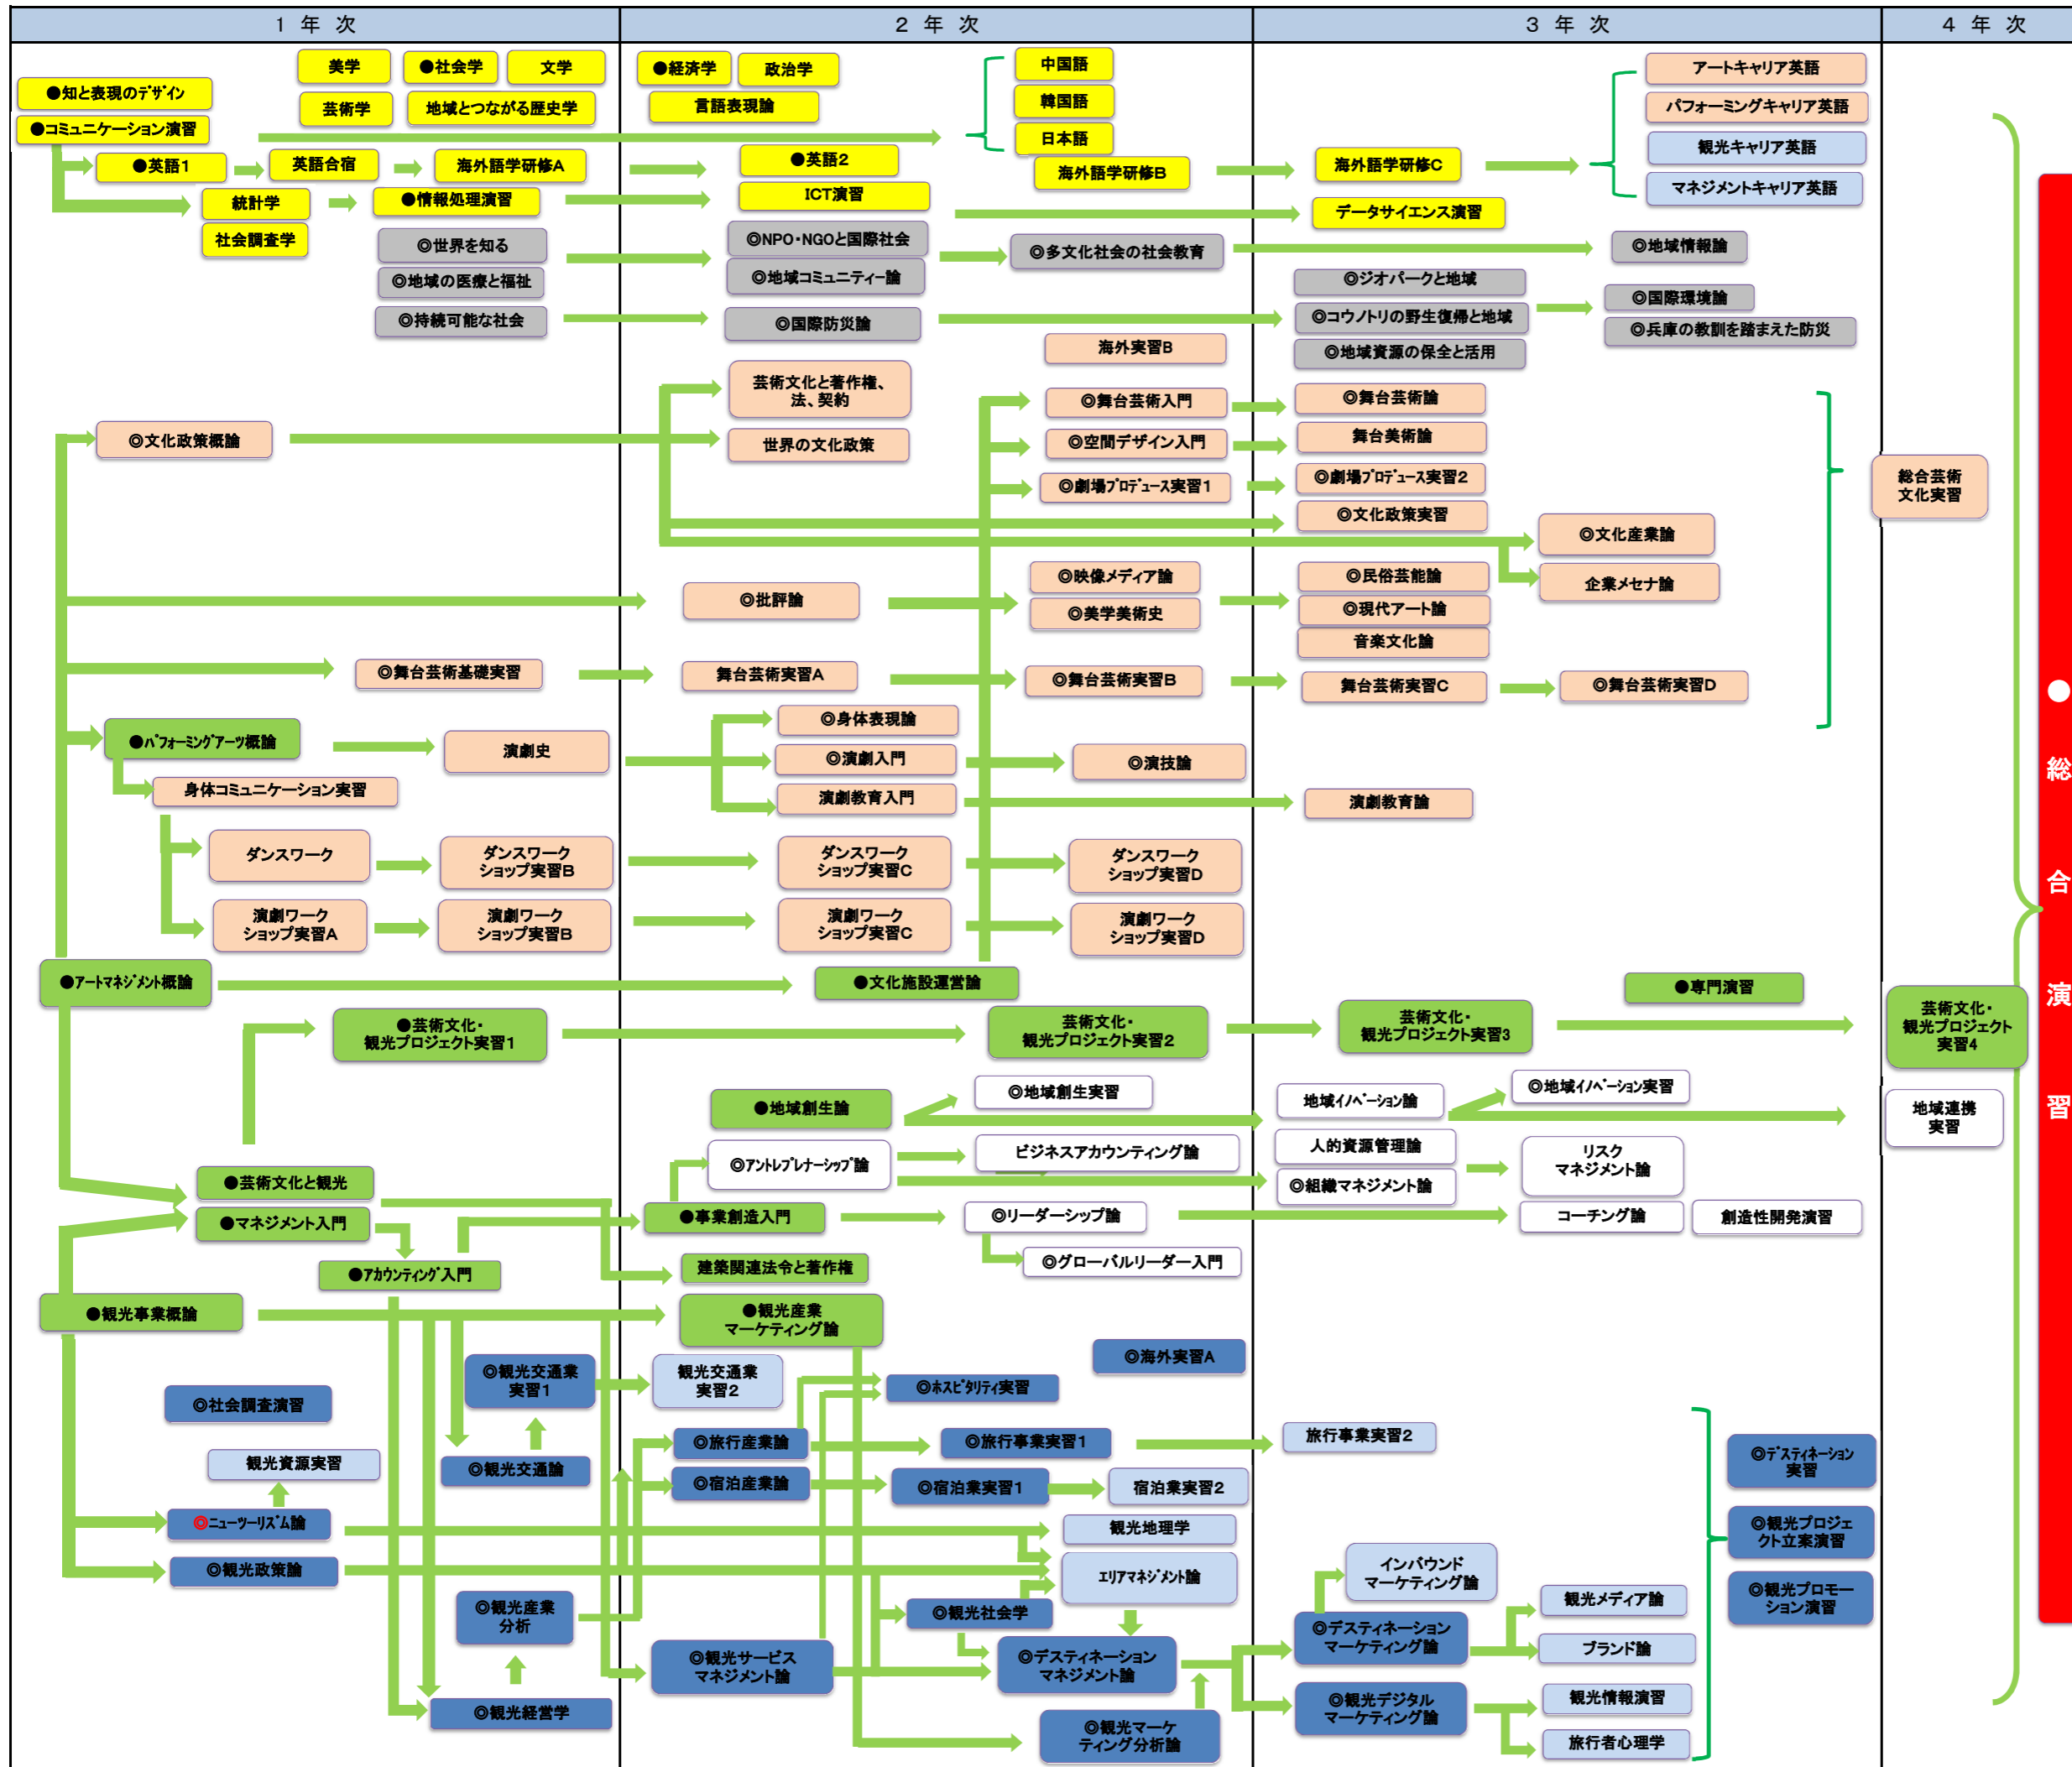 1 年 次
2 年 次
3 年 次
4 年 次
美学
●社会学
文学
●知と表現のデザイン
芸術学
地域とつながる歴史学
●コミュニケーション演習
●英語1
英語合宿
海外語学研修A
統計学
●情報処理演習
社会調査学
◎世界を知る
◎地域の医療と福祉
◎持続可能な社会
◎文化政策概論
◎舞台芸術基礎実習
●パフォーミングアーツ概論
演劇史
身体コミュニケーション実習
ダンスワーク
ダンスワーク
ショップ実習B
演劇ワーク
ショップ実習A
演劇ワーク
ショップ実習B
●アートマネジメント概論
●芸術文化・
観光プロジェクト実習1
●芸術文化と観光
●マネジメント入門
●アカウンティング入門
●観光事業概論
◎観光交通業
実習1
◎社会調査演習
観光資源実習
◎観光交通論
◎ニューツーリズム論
◎観光政策論
◎観光産業
分析
◎観光経営学
●経済学
政治学
言語表現論
中国語
韓国語
日本語
●英語2
海外語学研修B
ICT演習
◎NPO・NGOと国際社会
◎多文化社会の社会教育
◎地域コミュニティー論
◎国際防災論
海外実習B
芸術文化と著作権、
法、契約
◎舞台芸術入門
世界の文化政策
◎空間デザイン入門
◎劇場プロデュース実習1
◎映像メディア論
◎批評論
◎美学美術史
舞台芸術実習A
◎舞台芸術実習B
◎身体表現論
◎演劇入門
◎演技論
演劇教育入門
ダンスワーク
ショップ実習C
ダンスワーク
ショップ実習D
演劇ワーク
ショップ実習C
演劇ワーク
ショップ実習D
●文化施設運営論
芸術文化・
観光プロジェクト実習2
◎地域創生実習
●地域創生論
◎アントレプレナーシップ論
ビジネスアカウンティング論
●事業創造入門
◎リーダーシップ論
◎グローバルリーダー入門
建築関連法令と著作権
●観光産業
マーケティング論
◎海外実習A
観光交通業
実習2
◎ホスピタリティ実習
◎旅行産業論
◎旅行事業実習1
◎宿泊産業論
◎宿泊業実習1
宿泊業実習2
観光地理学
エリアマネジメント論
◎観光社会学
◎観光サービス
マネジメント論
◎デスティネーション
マネジメント論
◎観光マーケ
ティング分析論
アートキャリア英語
パフォーミングキャリア英語
観光キャリア英語
マネジメントキャリア英語
海外語学研修C
データサイエンス演習
◎地域情報論
◎ジオパークと地域
◎国際環境論
◎コウノトリの野生復帰と地域
◎兵庫の教訓を踏まえた防災
◎地域資源の保全と活用
◎舞台芸術論
舞台美術論
◎劇場プロデュース実習2
◎文化政策実習
◎文化産業論
企業メセナ論
◎民俗芸能論
◎現代アート論
音楽文化論
舞台芸術実習C
◎舞台芸術実習D
演劇教育論
●専門演習
芸術文化・
観光プロジェクト実習3
地域イノベーション論
◎地域イノベーション実習
人的資源管理論
リスク
マネジメント論
◎組織マネジメント論
コーチング論
創造性開発演習
旅行事業実習2
◎デスティネーション
実習
◎観光プロジェ
クト立案演習
◎観光プロモー
ション演習
インバウンド
マーケティング論
観光メディア論
◎デスティネーション
マーケティング論
ブランド論
◎観光デジタル
マーケティング論
観光情報演習
旅行者心理学
総合芸術
文化実習
芸術文化・
観光プロジェクト
実習4
地域連携
実習
●総合演習